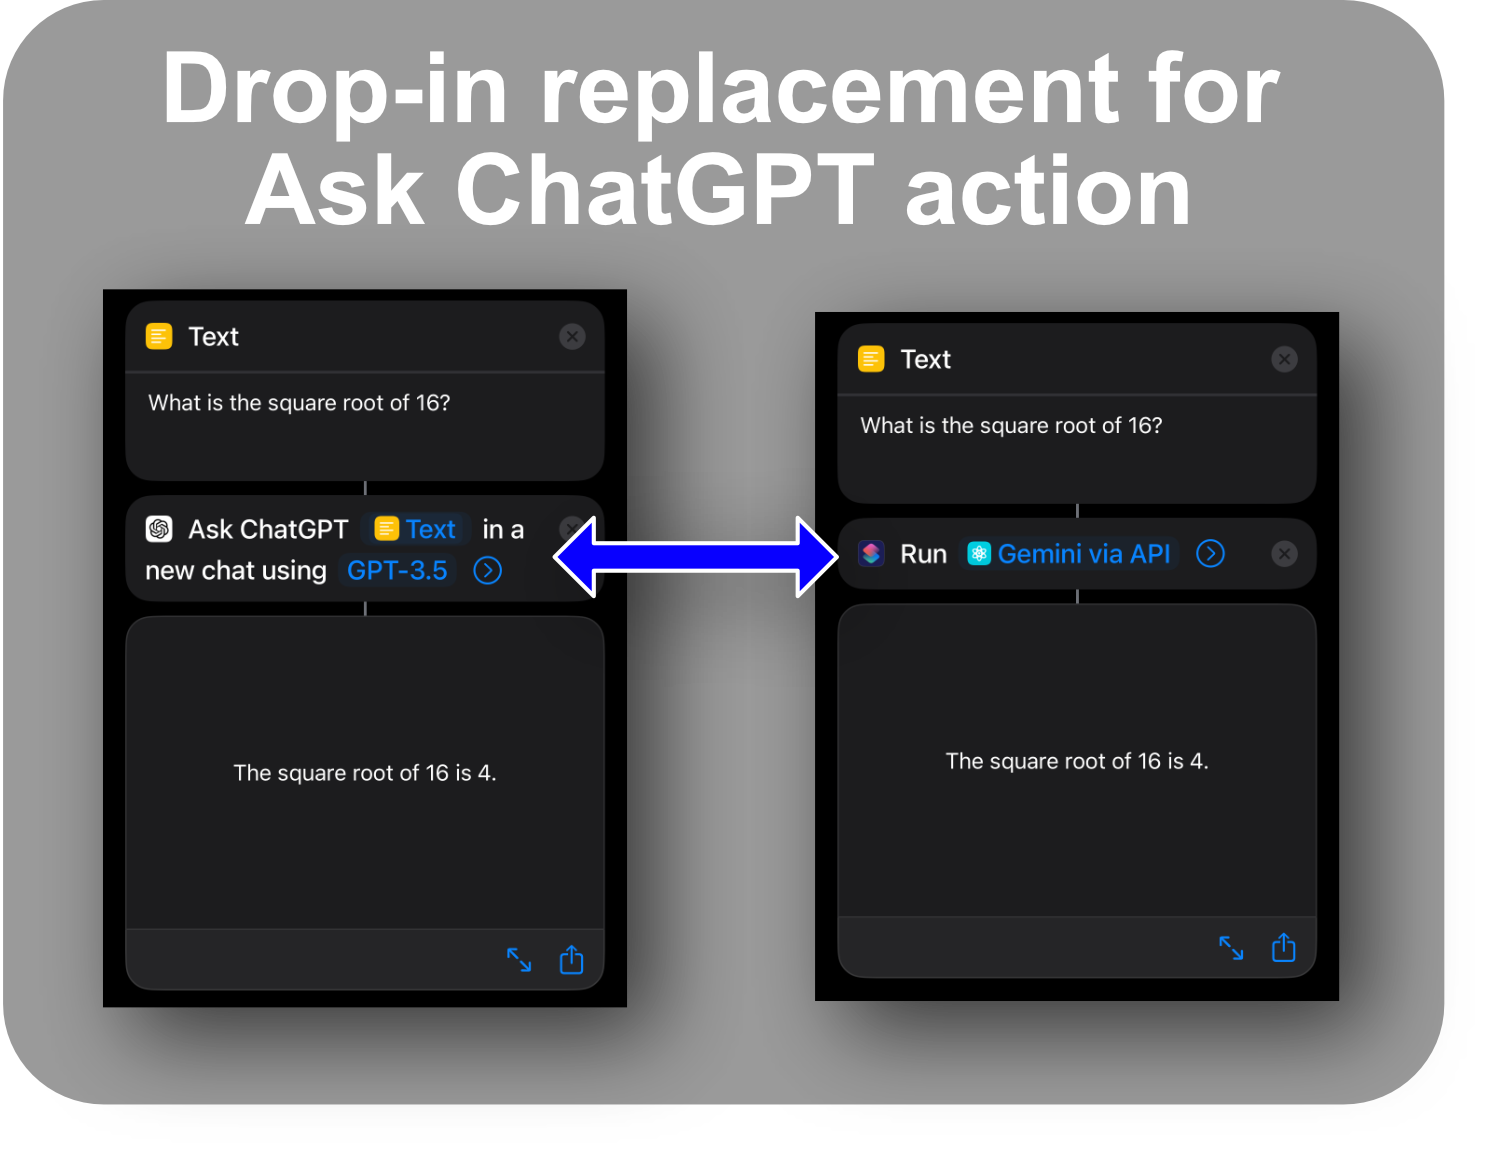 Drop-in replacement for
Ask ChatGPT action
Text
What is the square root of 16?
Ask ChatGPT Text in a
new chat using GPT-3.5
The square root of 16 is 4.
Text
What is the square root of 16?
Run Gemini via API
The square root of 16 is 4.